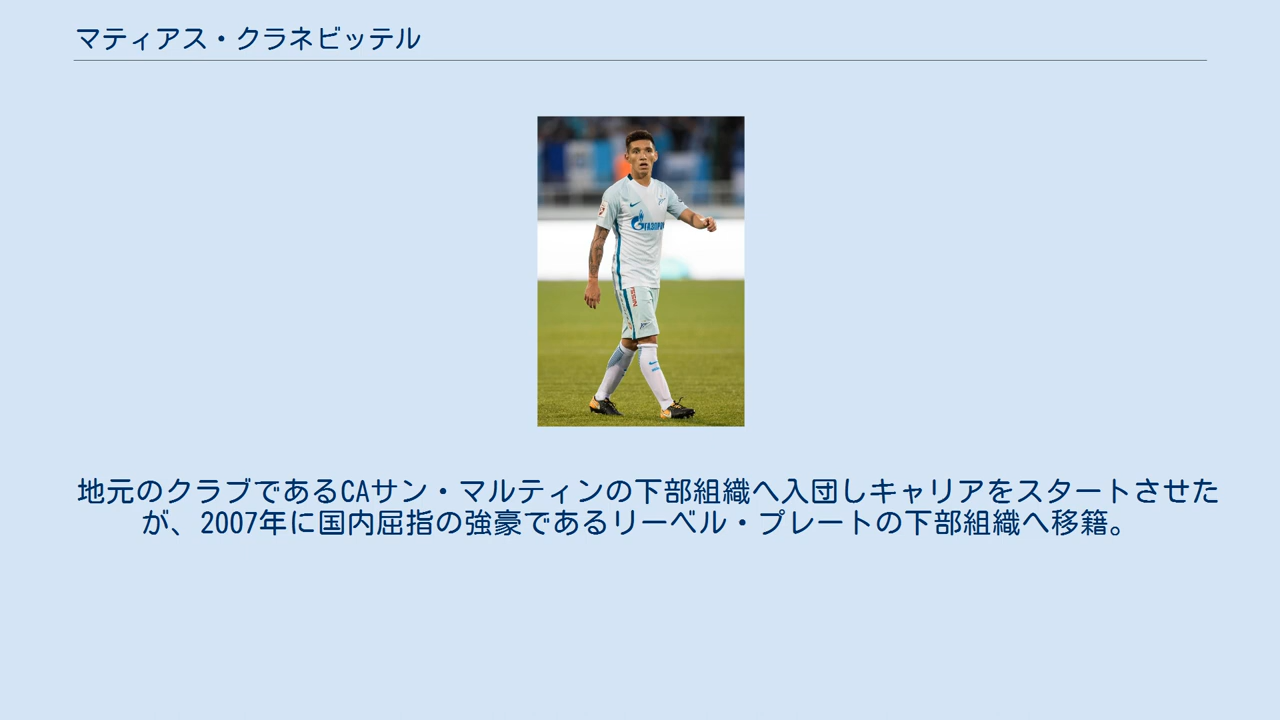 マティアス・クラネビッテル
地元のクラブであるCAサン・マルティンの下部組織へ入団しキャリアをスタートさせた
が、2007年に国内屈指の強豪であるリーベル・プレートの下部組織へ移籍。